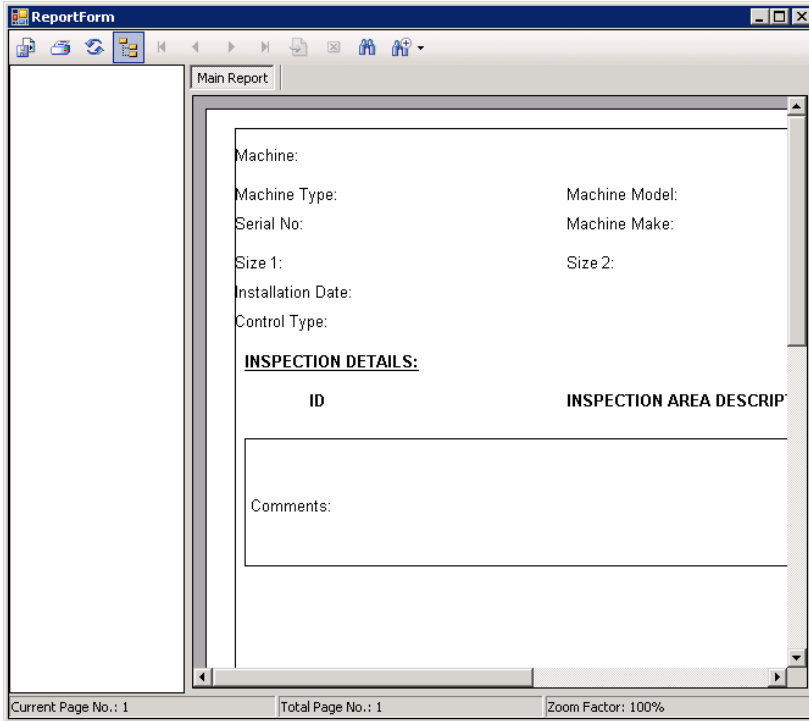 ReportForm
Main Report
Machine:
Machine Type: Machine Model:
Serial No: Machine Make:
Size 1: Size 2:
Installation Date:
Control Type:
INSPECTION DETAILS:
ID INSPECTION AREA DESCRIPT
Comments:
Current Page No.: 1 Total Page No.: 1 Zoom Factor: 100%